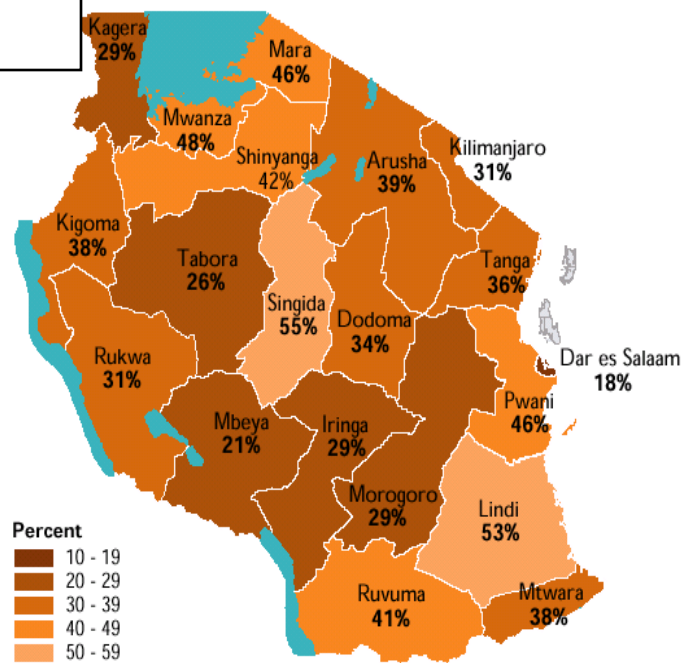 Kagera
29%
Mara
46%
Mwanza
48%
Shinyanga
42%
Arusha
39%
Kilimanjaro
31%
Kigoma
38%
Tabora
26%
Singida
55%
Dodoma
34%
Tanga
36%
Rukwa
31%
Dar es Salaam
18%
Mbeya
21%
Iringa
29%
Pwani
46%
Morogoro
29%
Lindi
53%
Ruvuma
41%
Mtwara
38%
Percent
10 - 19
20 - 29
30 - 39
40 - 49
50 - 59